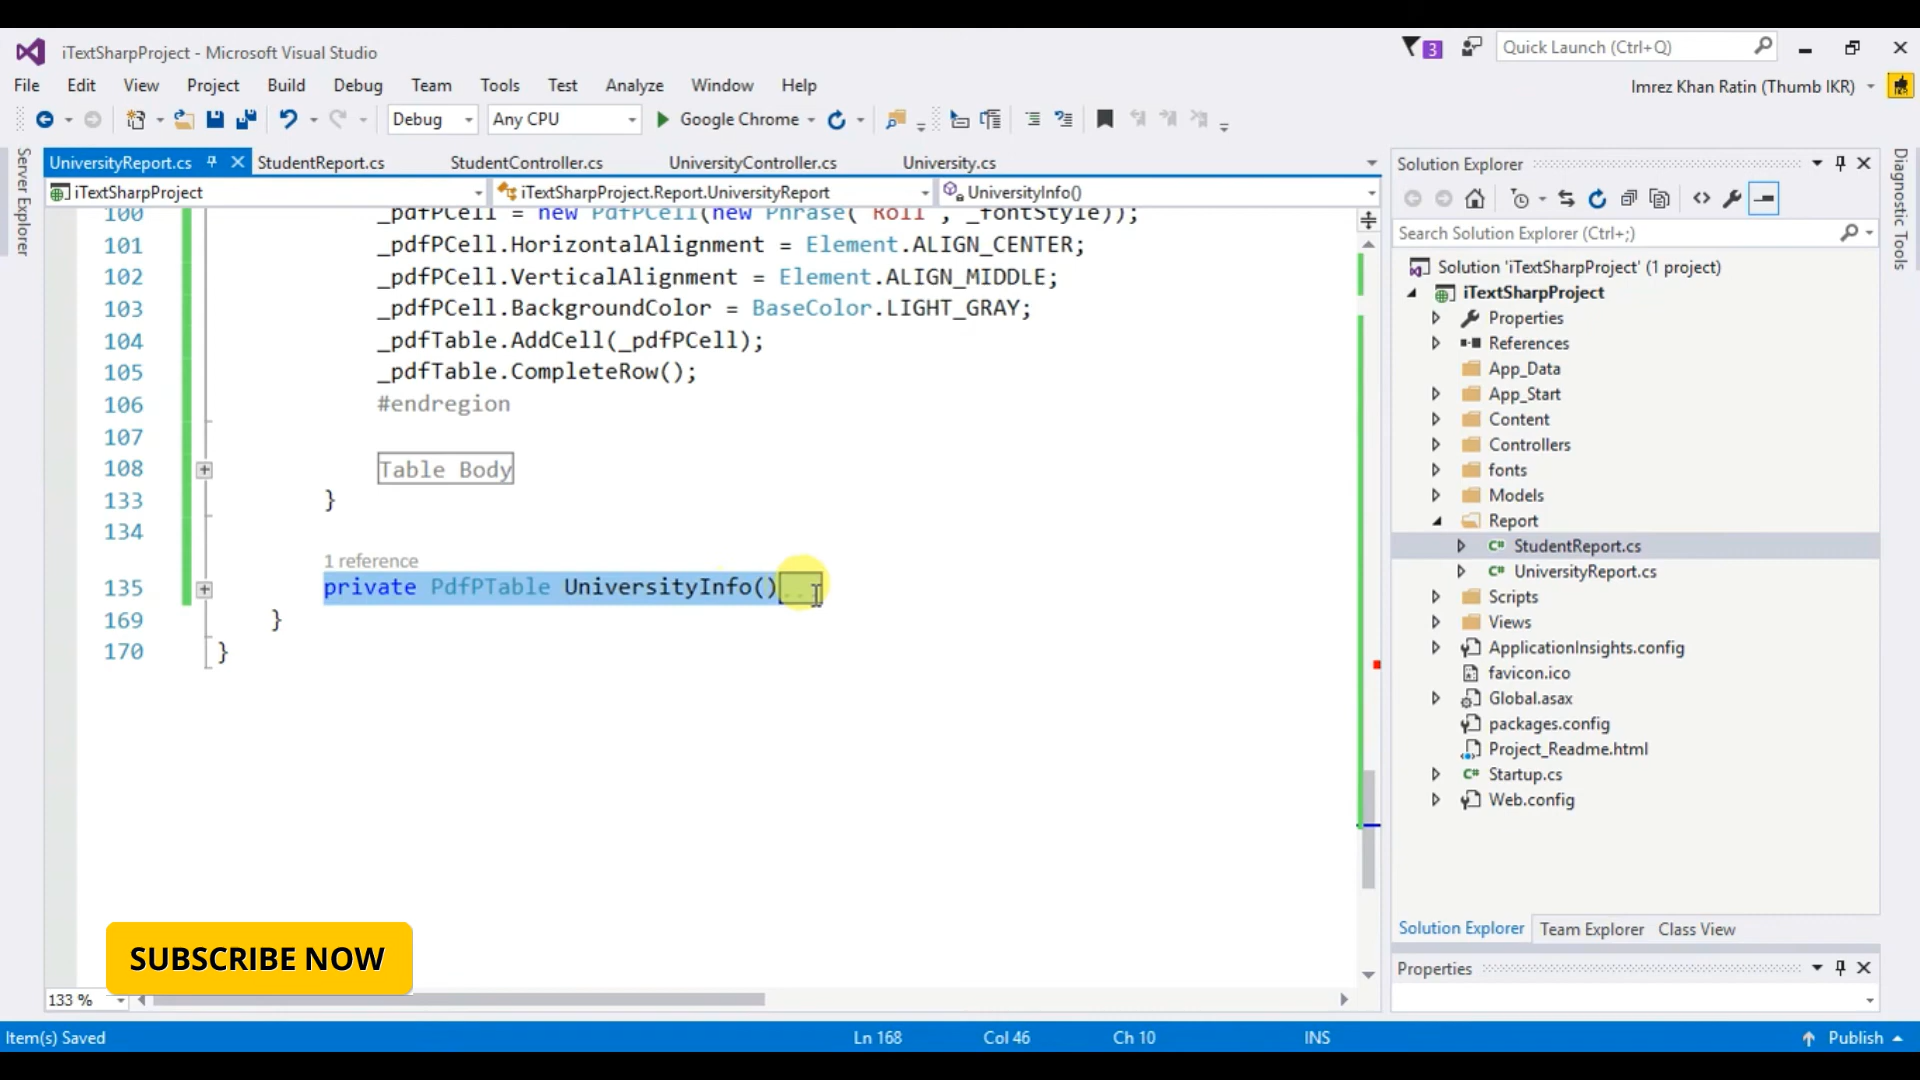 iTextSharpProject - Microsoft Visual Studio
3
Quick Launch (Ctrl+Q)
File Edit View Project Build Debug Team Tools Test Analyze Window Help
Imrez Khan Ratin (Thumb IKR)
Debug Any CPU Google Chrome
Server Explorer
UniversityReport.cs StudentReport.cs StudentController.cs UniversityController.cs University.cs
iTextSharpProject iTextSharpProject.Report.UniversityReport UniversityInfo()
100 _pdfPCell = new PdfPCell(new Phrase("Roll", _fontStyle));
101 _pdfPCell.HorizontalAlignment = Element.ALIGN_CENTER;
102 _pdfPCell.VerticalAlignment = Element.ALIGN_MIDDLE;
103 _pdfPCell.BackgroundColor = BaseColor.LIGHT_GRAY;
104 _pdfTable.AddCell(_pdfPCell);
105 _pdfTable.CompleteRow();
106 #endregion
107
108 Table Body
133 }
134
1 reference
135 private PdfPTable UniversityInfo()...
169 }
170 }
SUBSCRIBE NOW
133 %
Solution Explorer
Search Solution Explorer (Ctrl+;)
Solution 'iTextSharpProject' (1 project)
iTextSharpProject
Properties
References
App_Data
App_Start
Content
Controllers
fonts
Models
Report
StudentReport.cs
UniversityReport.cs
Scripts
Views
ApplicationInsights.config
favicon.ico
Global.asax
packages.config
Project_Readme.html
Startup.cs
Web.config
Solution Explorer Team Explorer Class View
Properties
Diagnostic Tools
Item(s) Saved Ln 168 Col 46 Ch 10 INS Publish